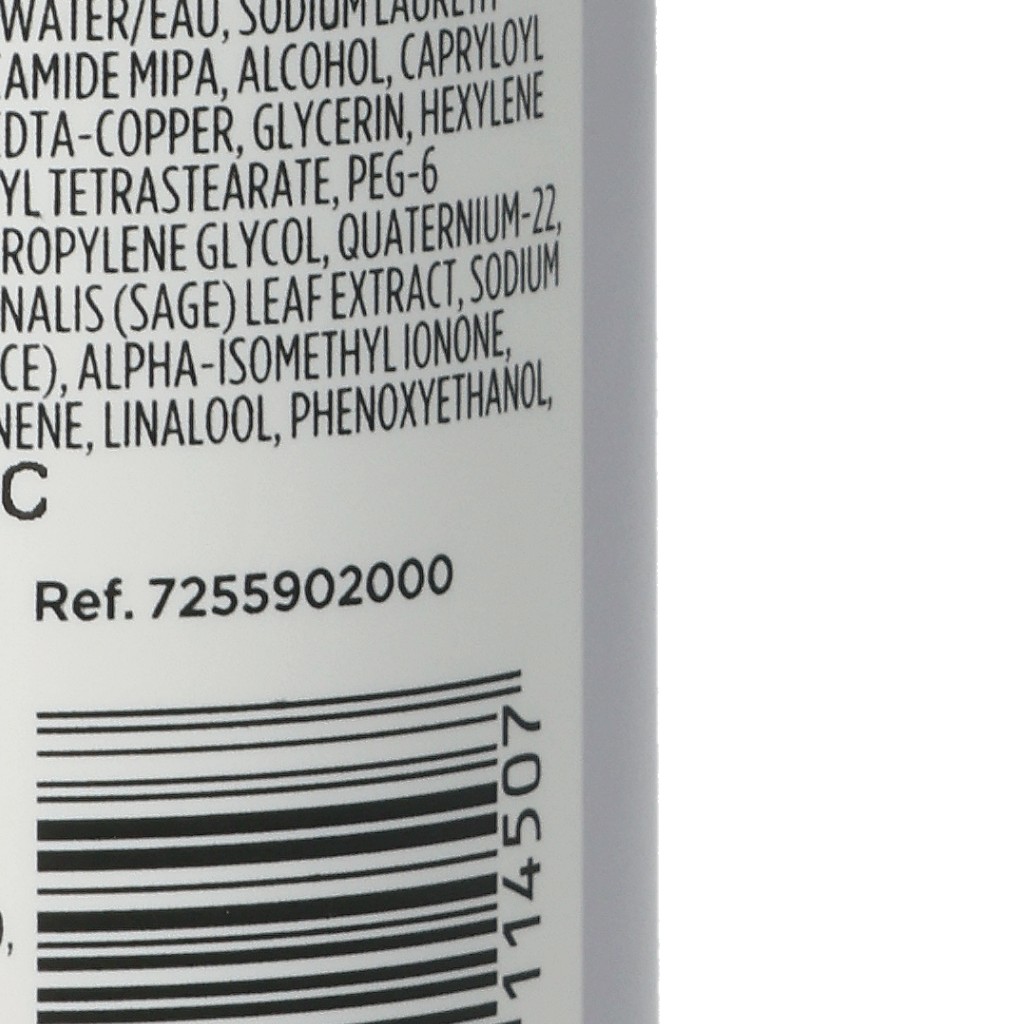 WATER/EAU, SODIUM LAURETH
AMIDE MIPA, ALCOHOL, CAPRYLOYL
EDTA-COPPER, GLYCERIN, HEXYLENE
YL TETRASTEARATE, PEG-6
ROPYLENE GLYCOL, QUATERNIUM-22,
NALIS (SAGE) LEAF EXTRACT, SODIUM
CE), ALPHA-ISOMETHYL IONONE,
NENE, LINALOOL, PHENOXYETHANOL,
C
Ref. 7255902000
),
114507